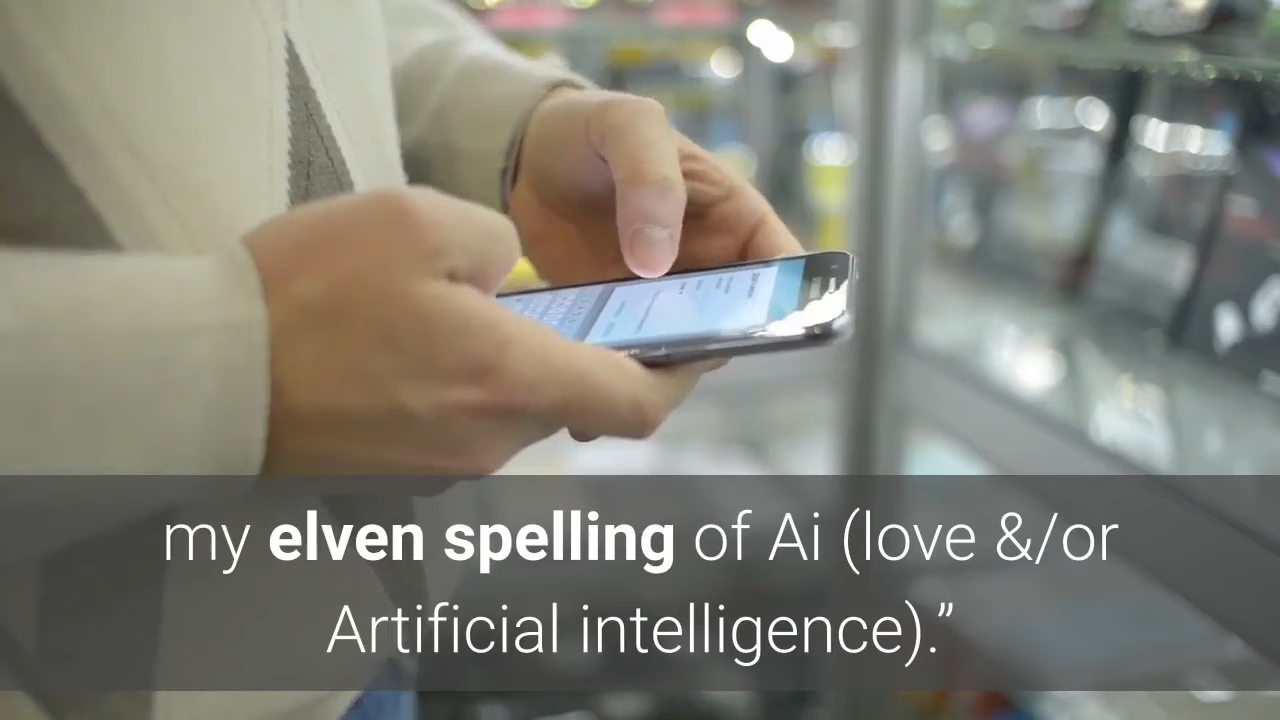 my elven spelling of Ai (love &/or
Artificial intelligence).”